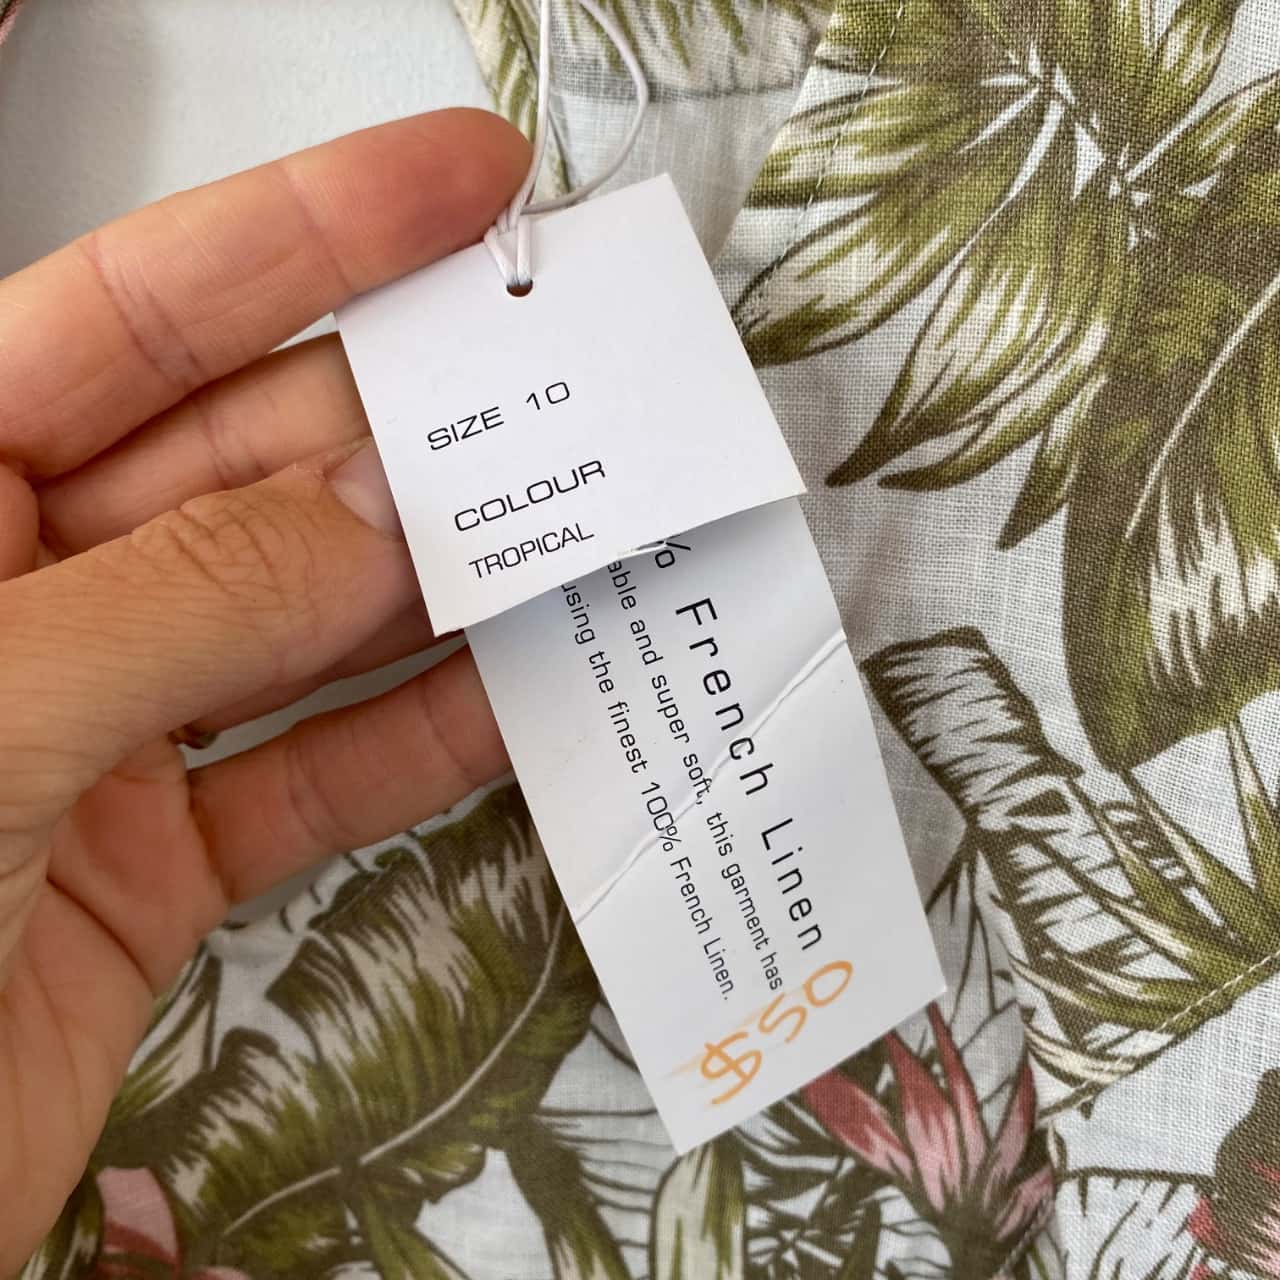 SIZE 10
COLOUR
TROPICAL
% French Linen
and super soft, this garment has
using the finest 100% French Linen.
$50